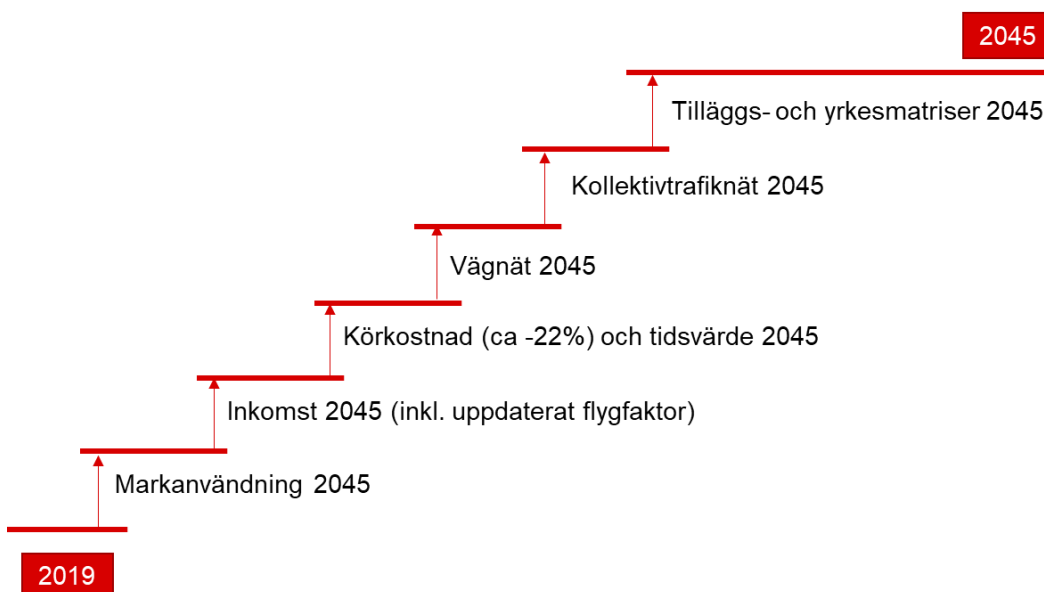 2045
Tilläggs- och yrkesmatriser 2045
Kollektivtrafiknät 2045
Vägnät 2045
Körkostnad (ca -22%) och tidsvärde 2045
Inkomst 2045 (inkl. uppdaterat flygfaktor)
Markanvändning 2045
2019